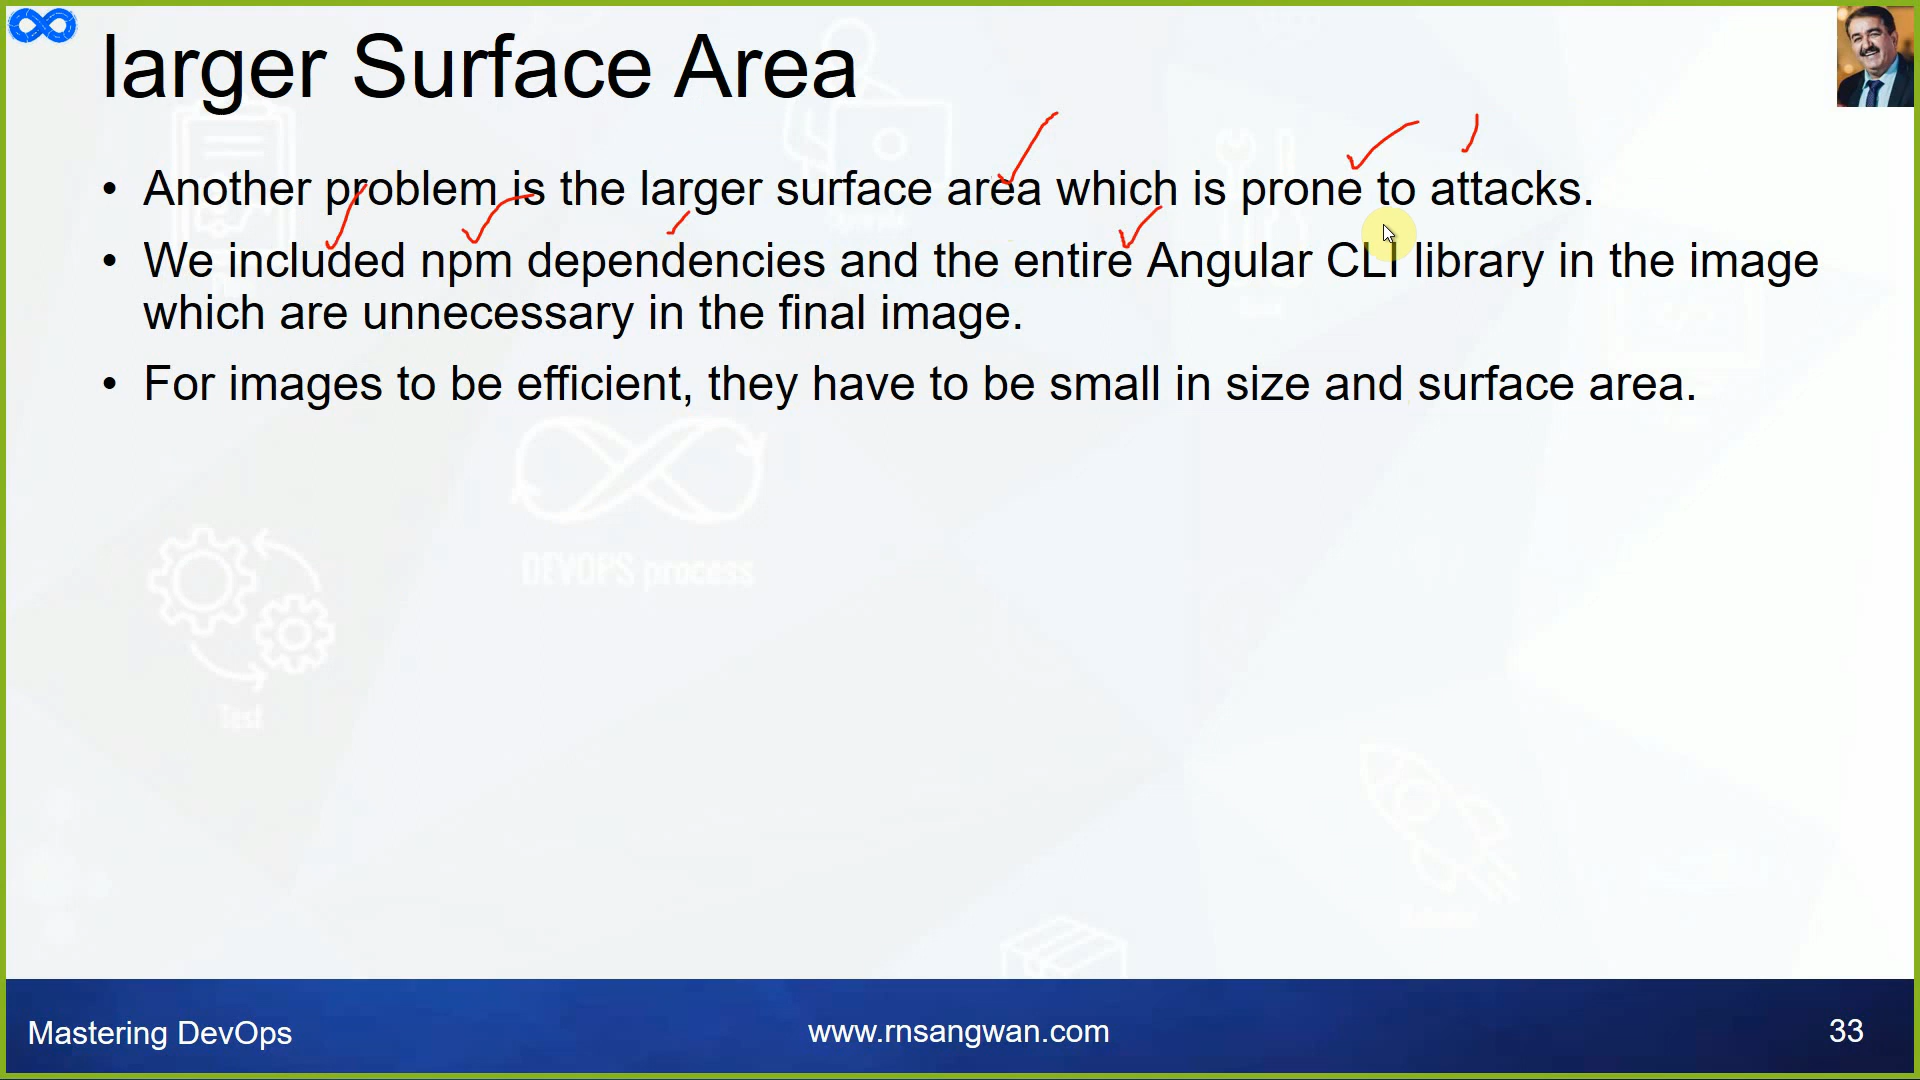 larger Surface Area
• Another problem is the larger surface area which is prone to attacks.
• We included npm dependencies and the entire Angular CLI library in the image
which are unnecessary in the final image.
• For images to be efficient, they have to be small in size and surface area.
DEVOPS process
Test
Mastering DevOps
www.rnsangwan.com
33